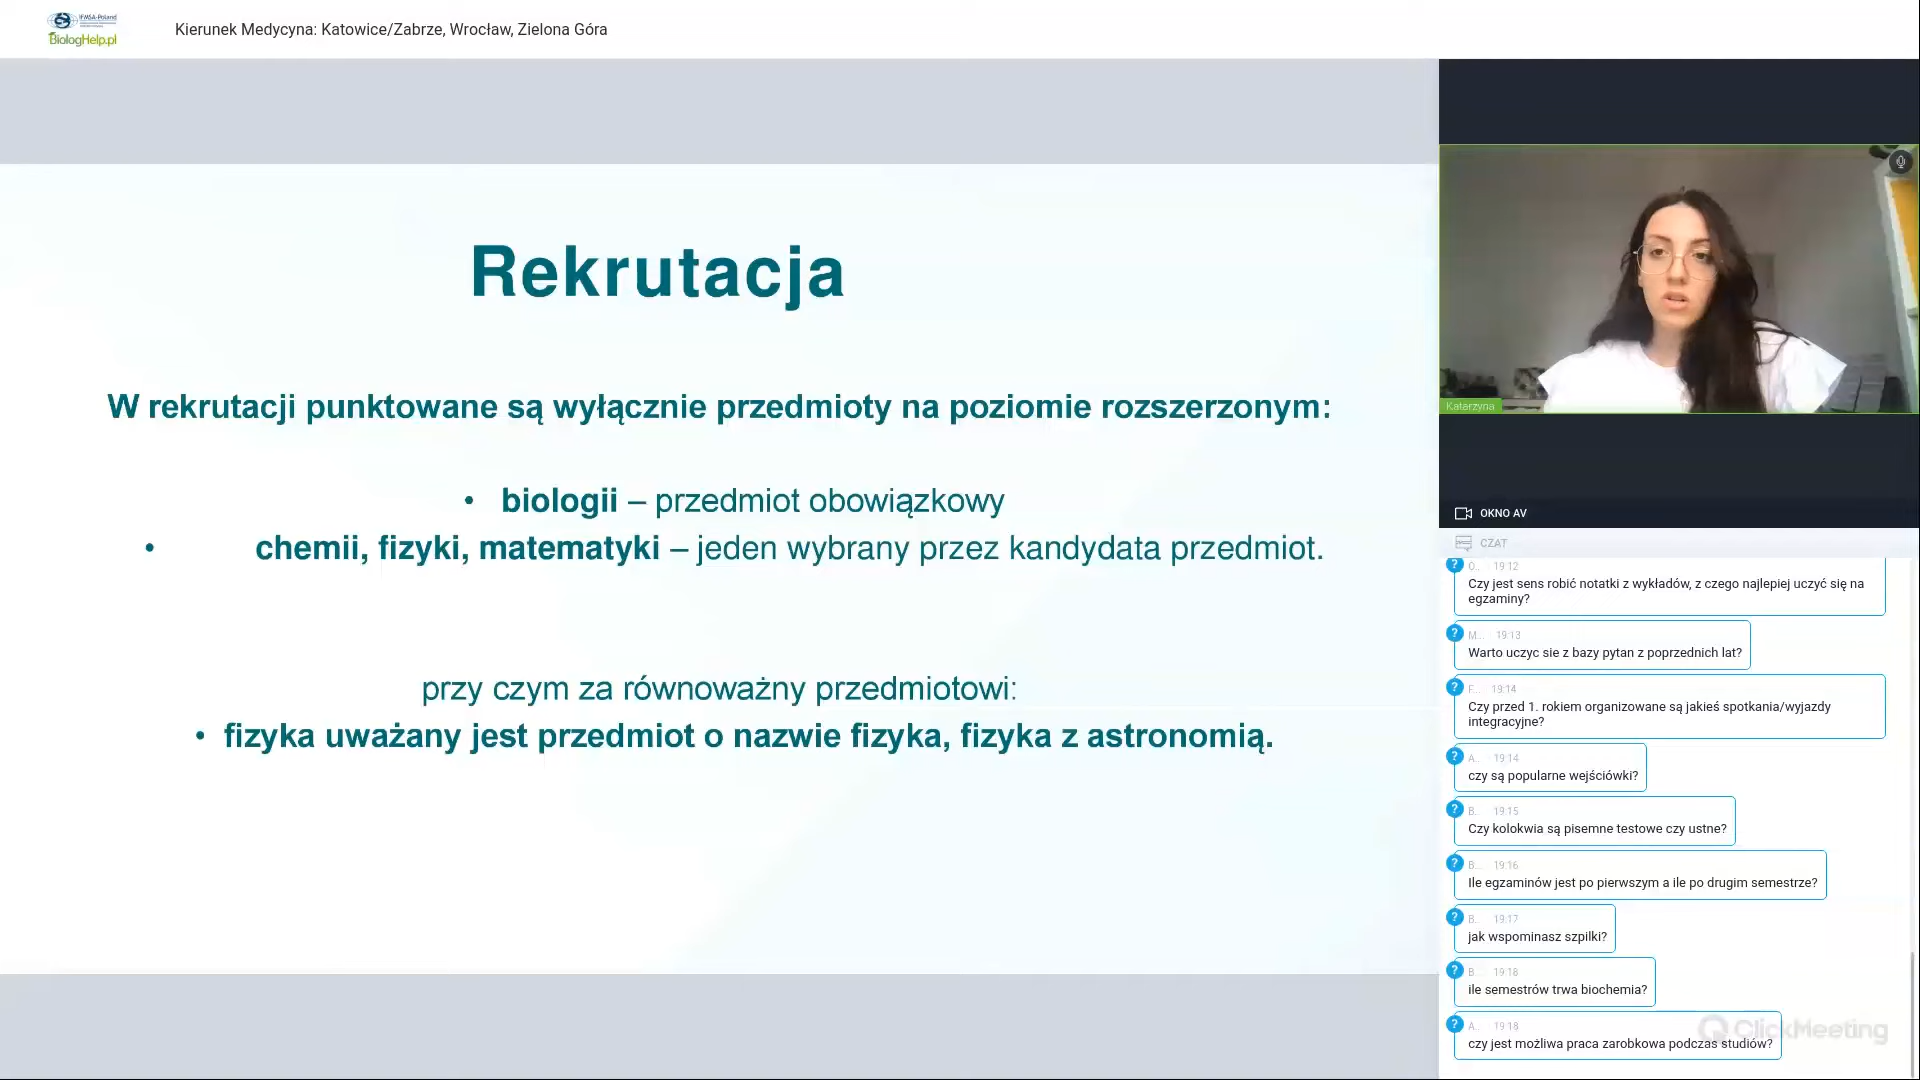 IFMSA-Poland
BiologHelp.pl
Kierunek Medycyna: Katowice/Zabrze, Wrocław, Zielona Góra
Rekrutacja
W rekrutacji punktowane są wyłącznie przedmioty na poziomie rozszerzonym:
• biologii – przedmiot obowiązkowy
• chemii, fizyki, matematyki – jeden wybrany przez kandydata przedmiot.
przy czym za równoważny przedmiotowi:
• fizyka uważany jest przedmiot o nazwie fizyka, fizyka z astronomią.
Katarzyna
OKNO AV
CZAT
? O.. 19:12
Czy jest sens robić notatki z wykładów, z czego najlepiej uczyć się na
egzaminy?
? M... 19:13
Warto uczyc sie z bazy pytan z poprzednich lat?
? F... 19:14
Czy przed 1. rokiem organizowane są jakieś spotkania/wyjazdy
integracyjne?
? A.. 19:14
czy są popularne wejściówki?
? B.. 19:15
Czy kolokwia są pisemne testowe czy ustne?
? B... 19:16
Ile egzaminów jest po pierwszym a ile po drugim semestrze?
? B.. 19:17
jak wspominasz szpilki?
? B... 19:18
ile semestrów trwa biochemia?
? A.. 19:18
czy jest możliwa praca zarobkowa podczas studiów?
ClickMeeting